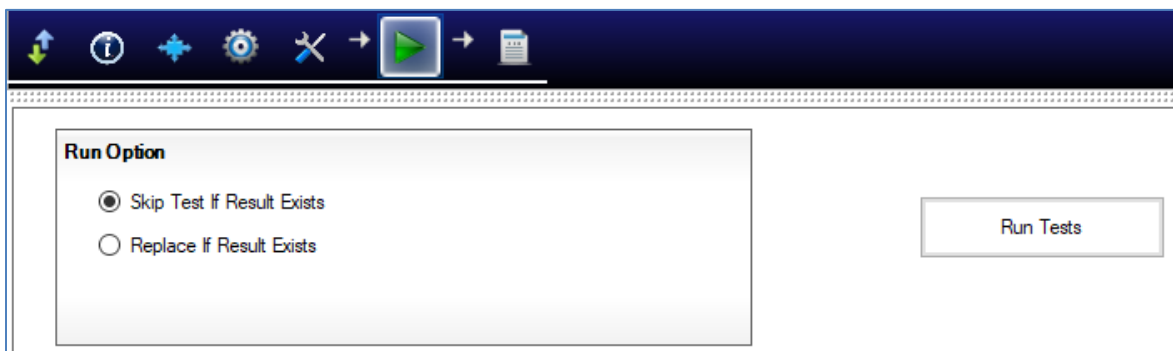 Run Option
Skip Test If Result Exists
Replace If Result Exists
Run Tests